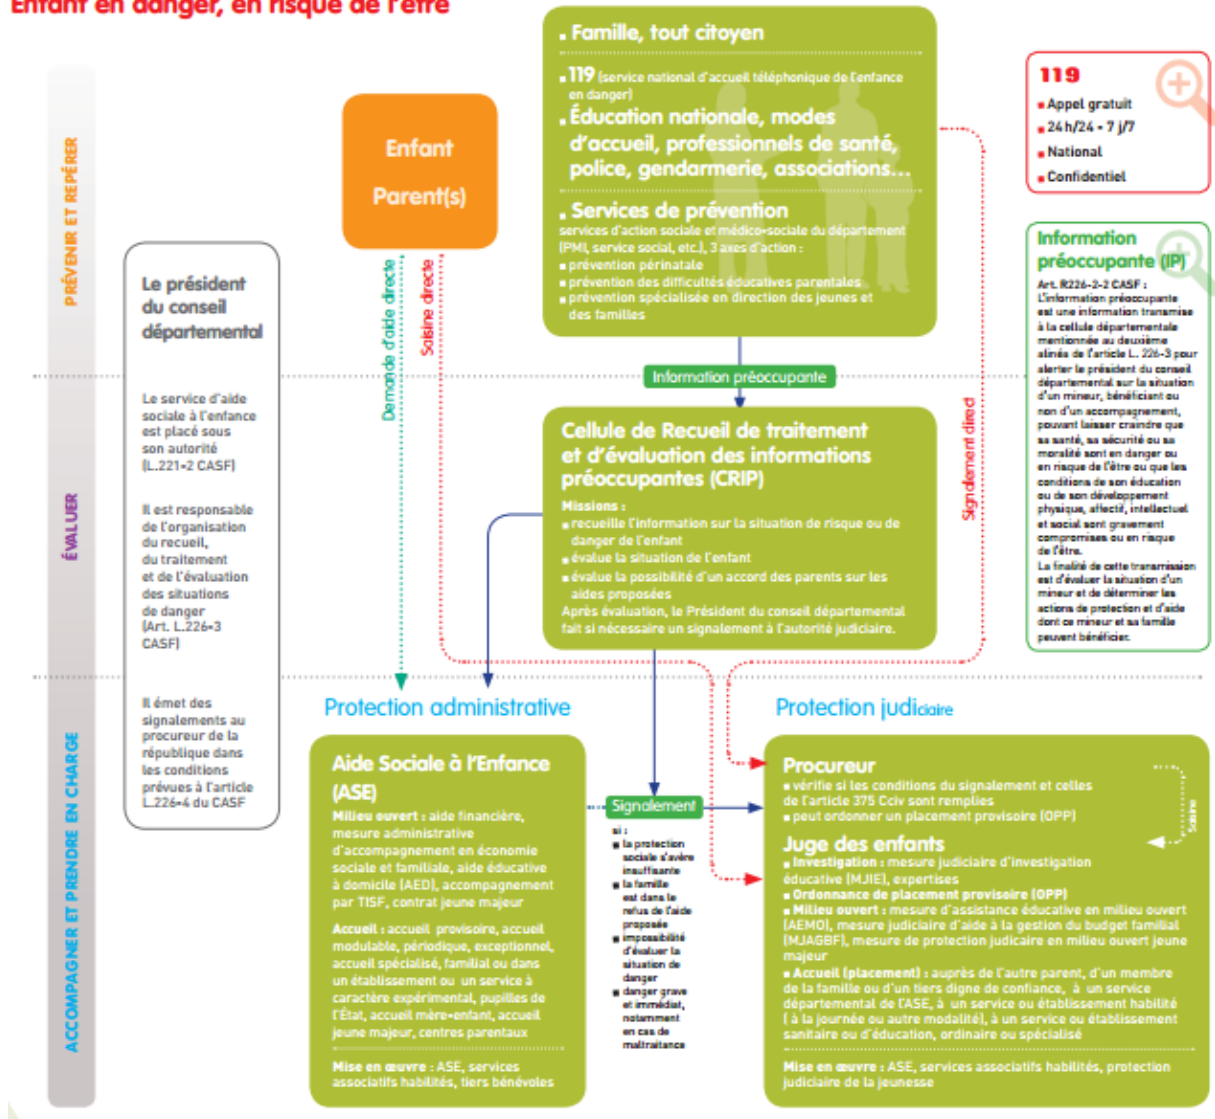 Enfant en danger, en risque de l'être
PRÉVENIR ET REPÉRER
ÉVALUER
ACCOMPAGNER ET PRENDRE EN CHARGE
Le président
du conseil
départemental
Le service d'aide
sociale à l'enfance
est placé sous
son autorité
(L.221-2 CASF)
Il est responsable
de l'organisation
du recueil,
du traitement
et de l'évaluation
des situations
de danger
(Art. L.226-3
CASF)
Il émet des
signalements au
procureur de la
république dans
les conditions
prévues à l'article
L.226-4 du CASF
Enfant
Parent(s)
Demande d'aide directe
Saisine directe
Famille, tout citoyen
119 (service national d'accueil téléphonique de l'enfance
en danger)
Éducation nationale, modes
d'accueil, professionnels de santé,
police, gendarmerie, associations...
Services de prévention
services d'action sociale et médico-sociale du département
(PMI, service social, etc.), 3 axes d'action :
prévention périnatale
prévention des difficultés éducatives parentales
prévention spécialisée en direction des jeunes et
des familles
Information préoccupante
Cellule de Recueil de traitement
et d'évaluation des informations
préoccupantes (CRIP)
Missions :
recueille l'information sur la situation de risque ou de
danger de l'enfant
évalue la situation de l'enfant
évalue la possibilité d'un accord des parents sur les
aides proposées
Après évaluation, le Président du conseil départemental
fait si nécessaire un signalement à l'autorité judiciaire.
Signalement direct
119
Appel gratuit
24h/24 - 7 j/7
National
Confidentiel
Information
préoccupante (IP)
Art. R226-2-2 CASF :
L'information préoccupante
est une information transmise
à la cellule départementale
mentionnée au deuxième
alinéa de l'article L. 226-3 pour
alerter le président du conseil
départemental sur la situation
d'un mineur, bénéficiant ou
non d'un accompagnement,
pouvant laisser craindre que
sa santé, sa sécurité ou sa
moralité sont en danger ou
en risque de l'être ou que les
conditions de son éducation
ou de son développement
physique, affectif, intellectuel
et social sont gravement
compromises ou en risque
de l'être.
La finalité de cette transmission
est d'évaluer la situation d'un
mineur et de déterminer les
actions de protection et d'aide
dont ce mineur et sa famille
peuvent bénéficier.
Protection administrative
Aide Sociale à l'Enfance
(ASE)
Milieu ouvert : aide financière,
mesure administrative
d'accompagnement en économie
sociale et familiale, aide éducative
à domicile (AED), accompagnement
par TISF, contrat jeune majeur
Accueil : accueil provisoire, accueil
modulable, périodique, exceptionnel,
accueil spécialisé, familial ou dans
un établissement ou un service à
caractère expérimental, pupilles de
l'État, accueil mère-enfant, accueil
jeune majeur, centres parentaux
Mise en œuvre : ASE, services
associatifs habilités, tiers bénévoles
Signalement
si :
la protection
sociale s'avère
insuffisante
la famille
est dans le
refus de l'aide
proposée
impossibilité
d'évaluer la
situation de
danger
danger grave
et immédiat,
notamment
en cas de
maltraitance
Protection judiciaire
Procureur
vérifie si les conditions du signalement et celles
de l'article 375 Cciv sont remplies
peut ordonner un placement provisoire (OPP)
Saisine
Juge des enfants
Investigation : mesure judiciaire d'investigation
éducative (MJIE), expertises
Ordonnance de placement provisoire (OPP)
Milieu ouvert : mesure d'assistance éducative en milieu ouvert
(AEMO), mesure judiciaire d'aide à la gestion du budget familial
(MJAGBF), mesure de protection judicaire en milieu ouvert jeune
majeur
Accueil (placement) : auprès de l'autre parent, d'un membre
de la famille ou d'un tiers digne de confiance, à un service
départemental de l'ASE, à un service ou établissement habilité
( à la journée ou autre modalité), à un service ou établissement
sanitaire ou d'éducation, ordinaire ou spécialisé
Mise en œuvre : ASE, services associatifs habilités, protection
judiciaire de la jeunesse